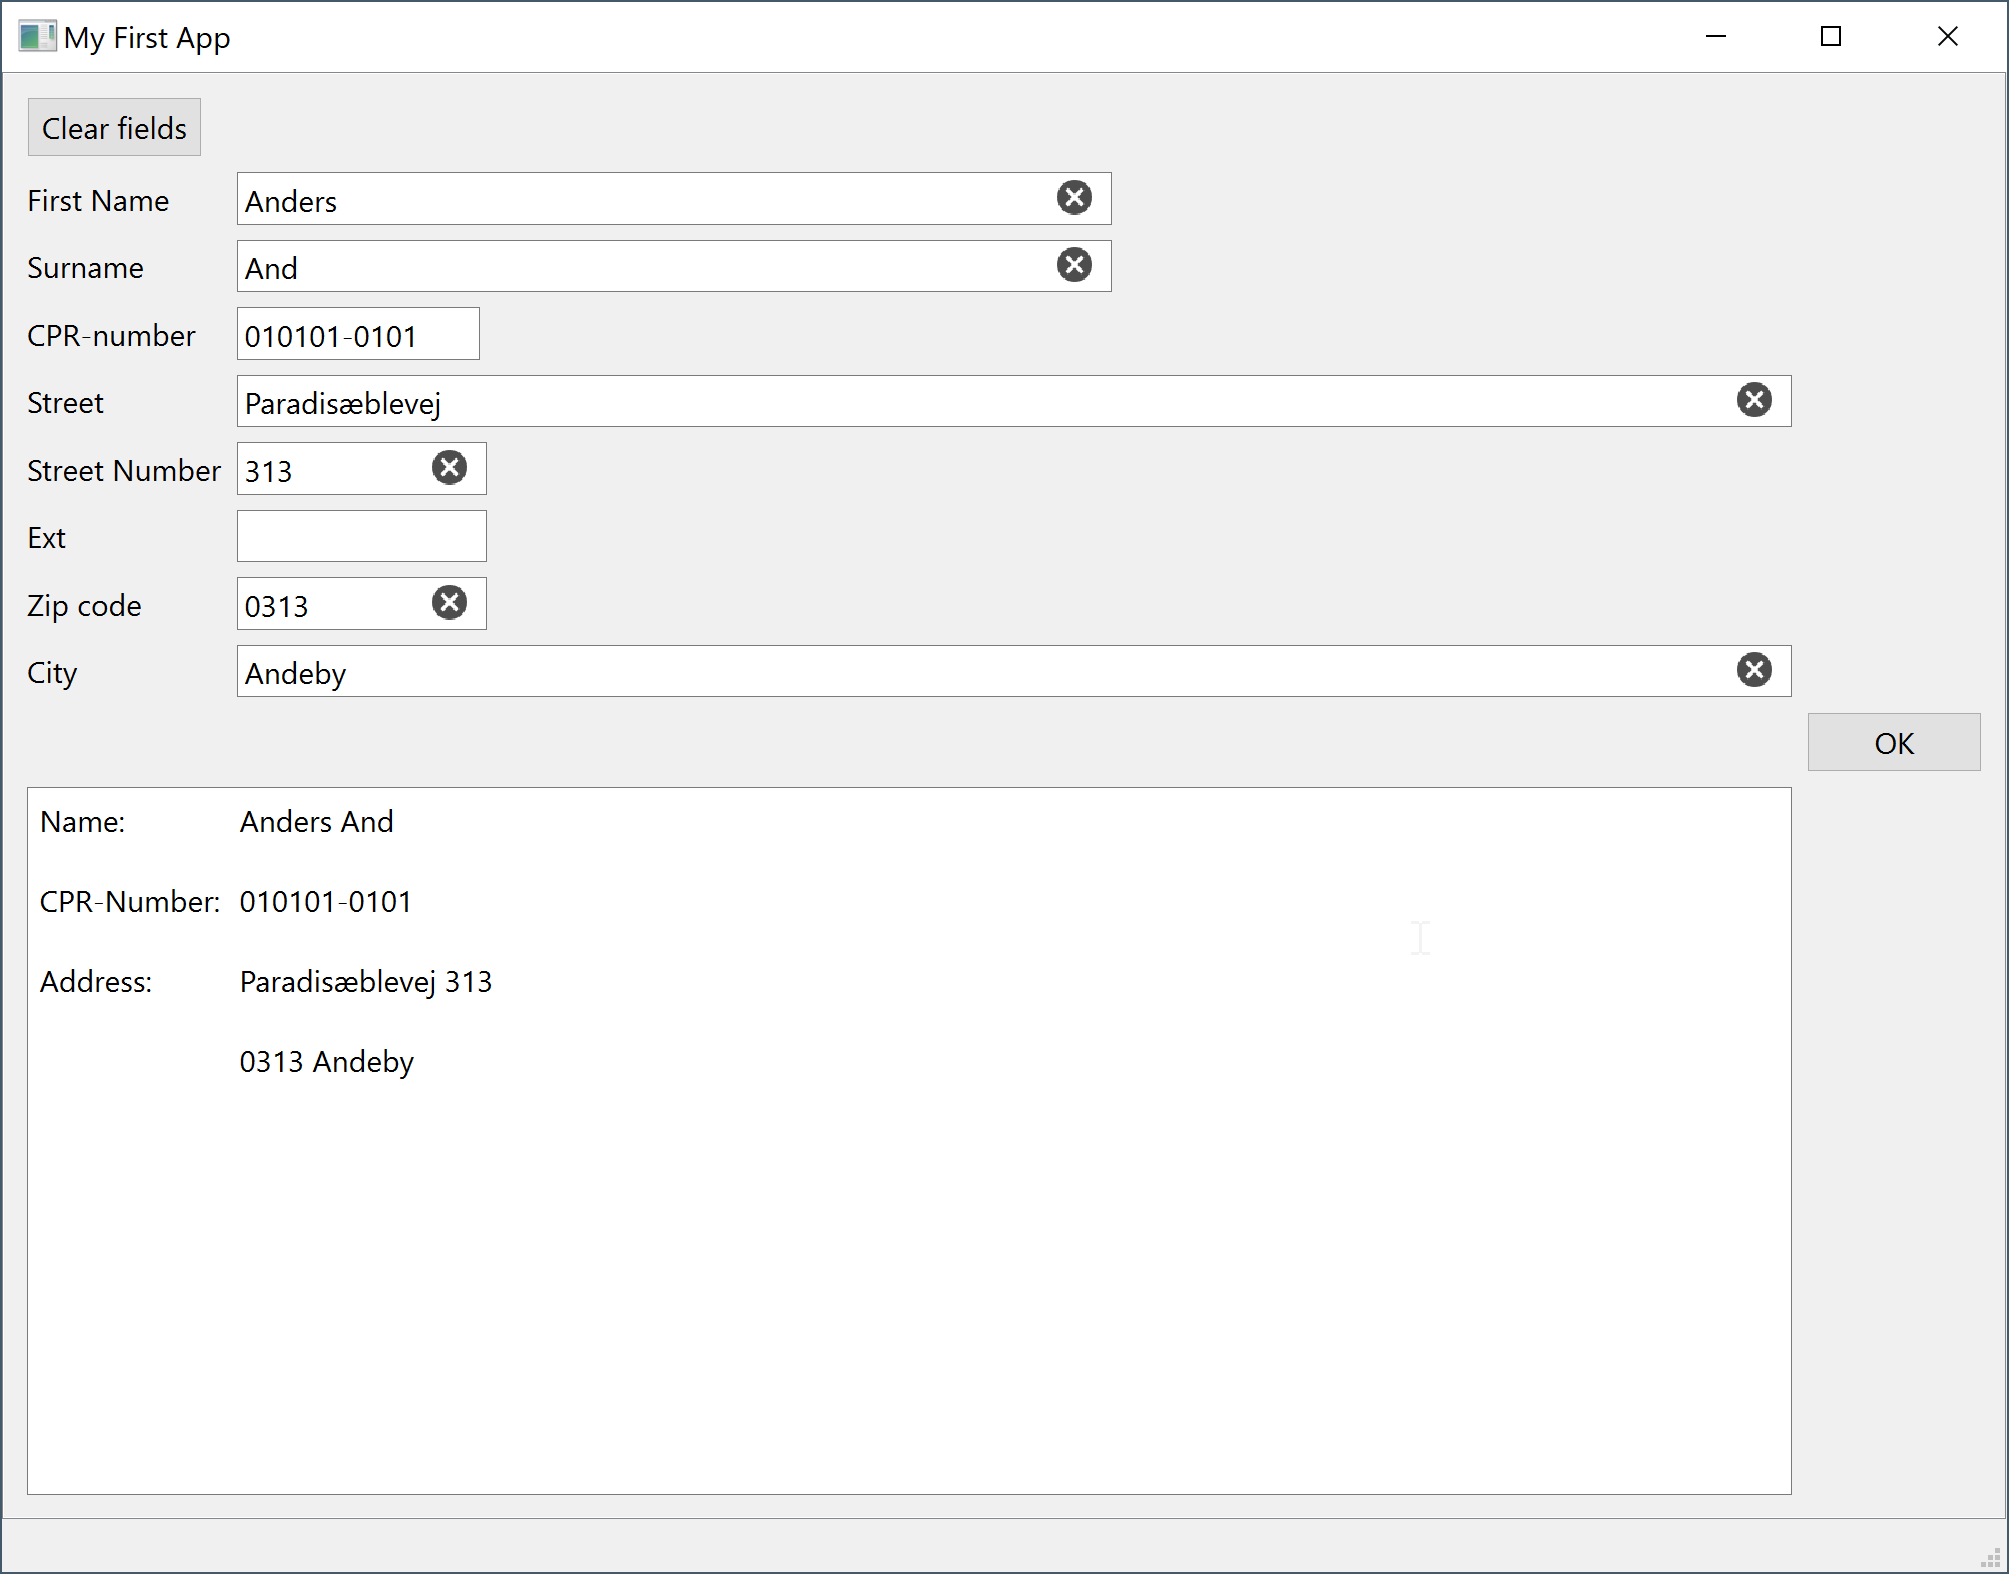 My First App
Clear fields
First Name Anders
Surname And
CPR-number 010101-0101
Street Paradisæblevej
Street Number 313
Ext
Zip code 0313
City Andeby
OK
Name: Anders And
CPR-Number: 010101-0101
Address: Paradisæblevej 313
0313 Andeby